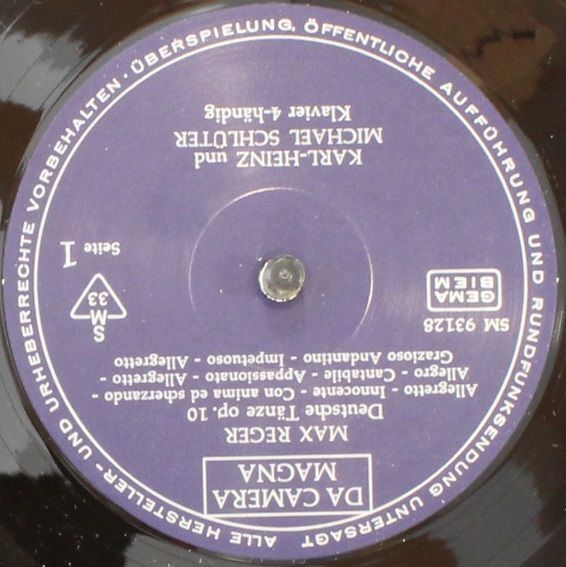 DA CAMERA
MAGNA
MAX REGER
Deutsche Tänze op. 10
Allegretto - Innocente - Con anima ed scherzando -
Allegro - Cantabile - Appassionato - Allegretto -
Grazioso Andantino - Impetuoso - Allegretto
SM 93128
GEMA
BIEM
S
M
33
Seite 1
KARL-HEINZ und
MICHAEL SCHLÜTER
Klavier 4-händig
ALLE HERSTELLER- UND URHEBERRECHTE VORBEHALTEN · ÜBERSPIELUNG, ÖFFENTLICHE AUFFÜHRUNG UND RUNDFUNKSENDUNG UNTERSAGT